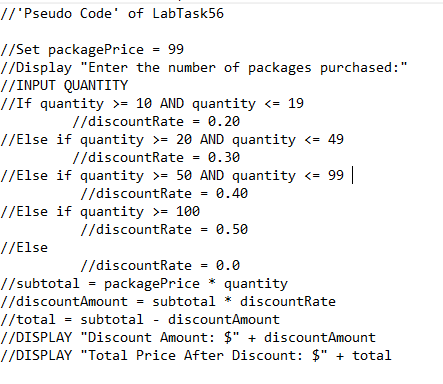 //'Pseudo Code' of LabTask56
//Set packagePrice = 99
//Display "Enter the number of packages purchased:"
//INPUT QUANTITY
//If quantity >= 10 AND quantity <= 19
//discountRate = 0.20
//Else if quantity >= 20 AND quantity <= 49
//discountRate = 0.30
//Else if quantity >= 50 AND quantity <= 99
//discountRate = 0.40
//Else if quantity >= 100
//discountRate = 0.50
//Else
//discountRate = 0.0
//subtotal = packagePrice * quantity
//discountAmount = subtotal * discountRate
//total = subtotal - discountAmount
//DISPLAY "Discount Amount: $" + discountAmount
//DISPLAY "Total Price After Discount: $" + total